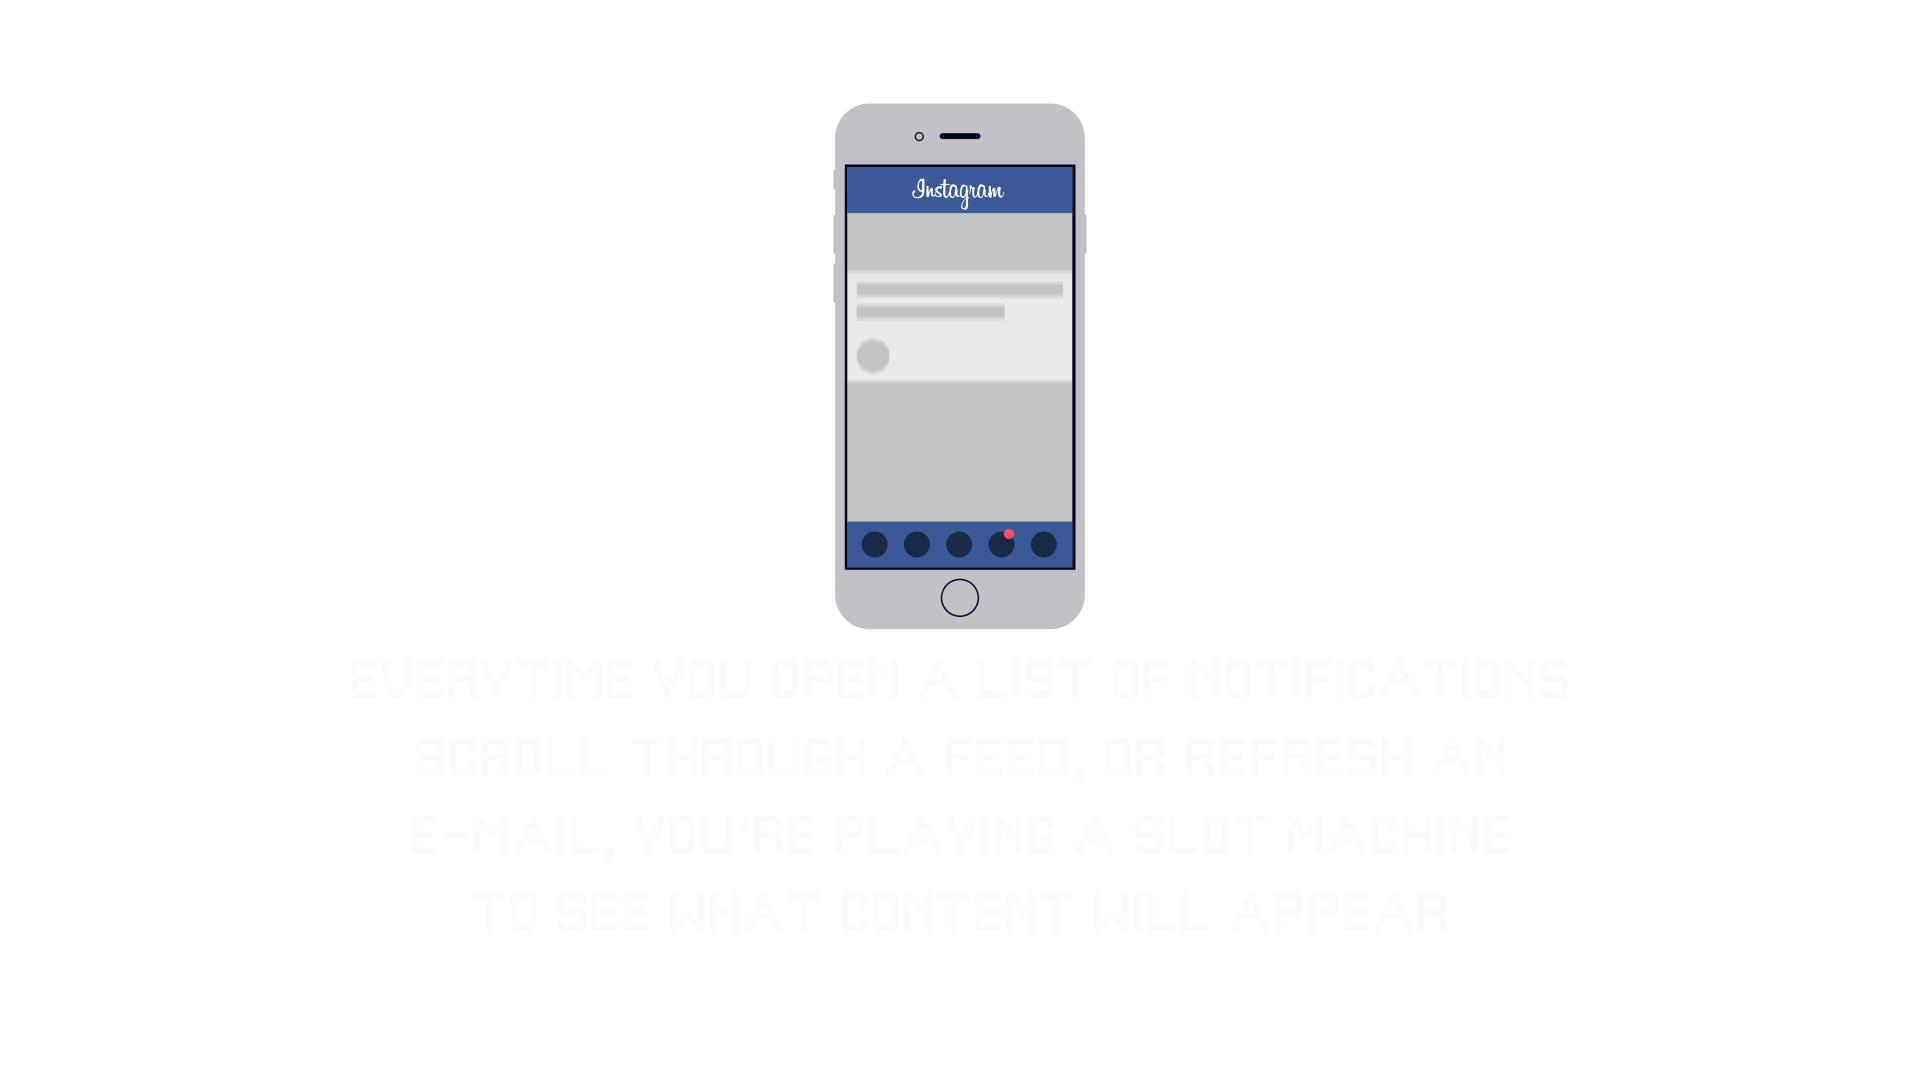 Instagram
EVERYTIME YOU OPEN A LIST OF NOTIFICATIONS
SCROLL THROUGH A FEED, OR REFRESH AN
E-MAIL, YOU'RE PLAYING A SLOT MACHINE
TO SEE WHAT CONTENT WILL APPEAR